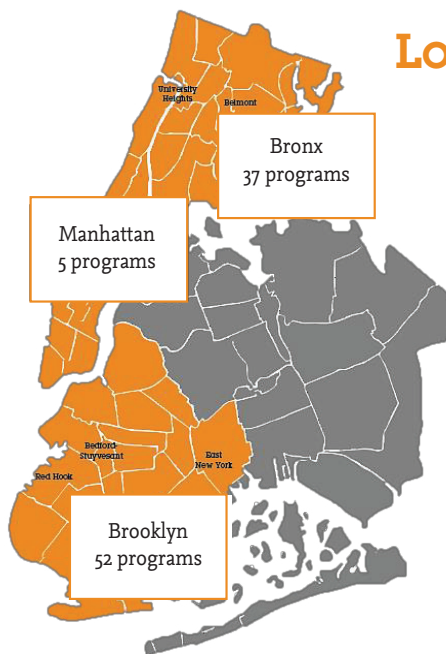 Lo
University
Heights
Belmont
Bronx
37 programs
Manhattan
5 programs
Bedford-
Stuyvesant
East
New York
Red Hook
Brooklyn
52 programs